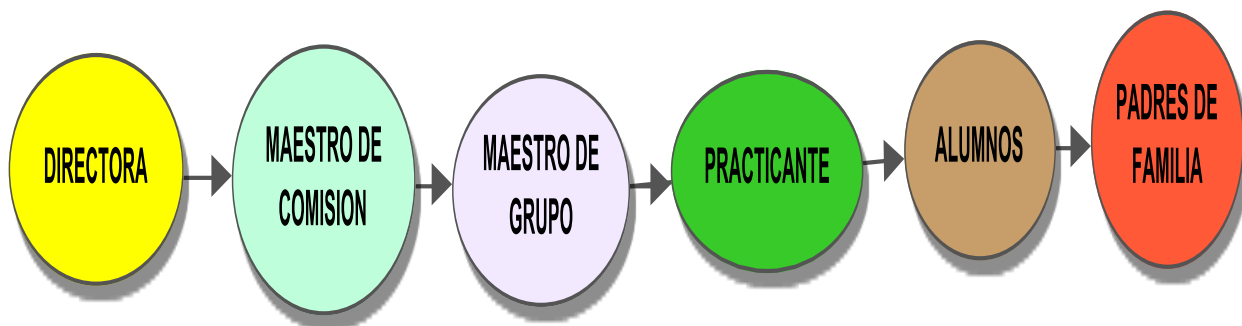 DIRECTORA
MAESTRO DE
COMISION
MAESTRO DE
GRUPO
PRACTICANTE
ALUMNOS
PADRES DE
FAMILIA